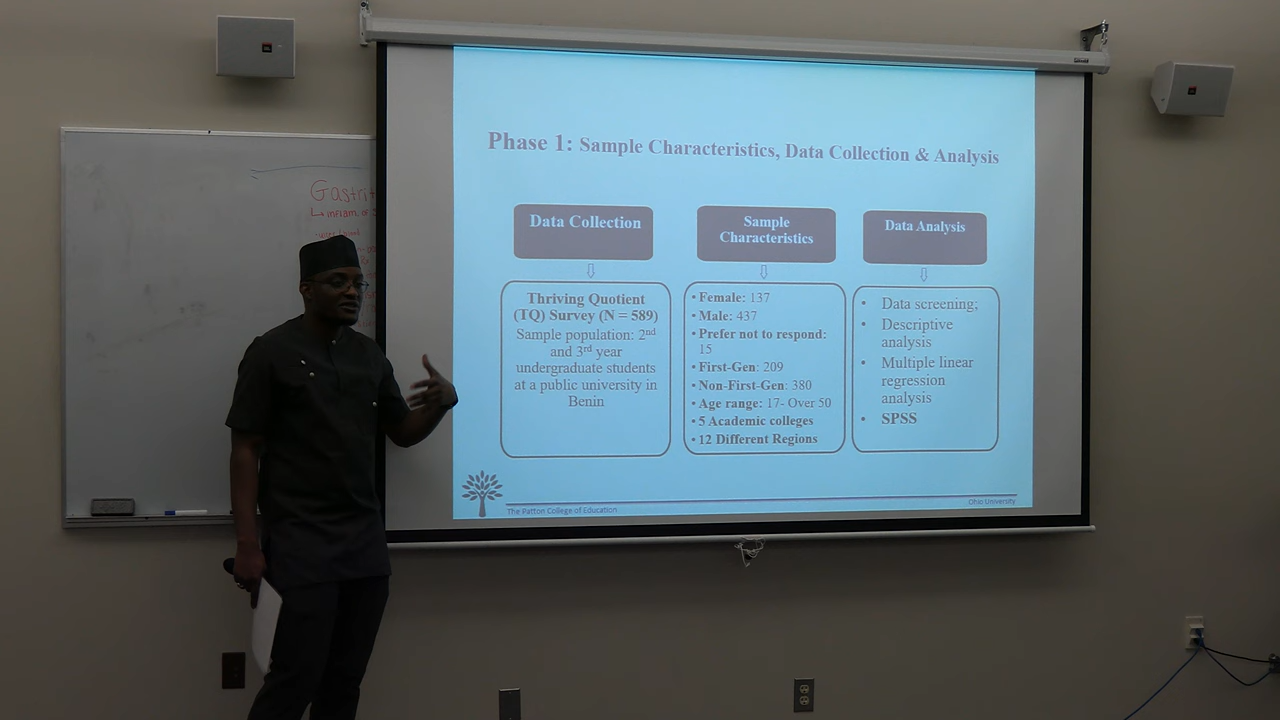 Gastrit
↳ inflam. of
Phase 1: Sample Characteristics, Data Collection & Analysis
Data Collection
Thriving Quotient
(TQ) Survey (N = 589)
Sample population: 2nd
and 3rd year
undergraduate students
at a public university in
Benin
Sample
Characteristics
• Female: 137
• Male: 437
• Prefer not to respond:
15
• First-Gen: 209
• Non-First-Gen: 380
• Age range: 17- Over 50
• 5 Academic colleges
• 12 Different Regions
Data Analysis
• Data screening;
• Descriptive
analysis
• Multiple linear
regression
analysis
• SPSS
The Patton College of Education
Ohio University